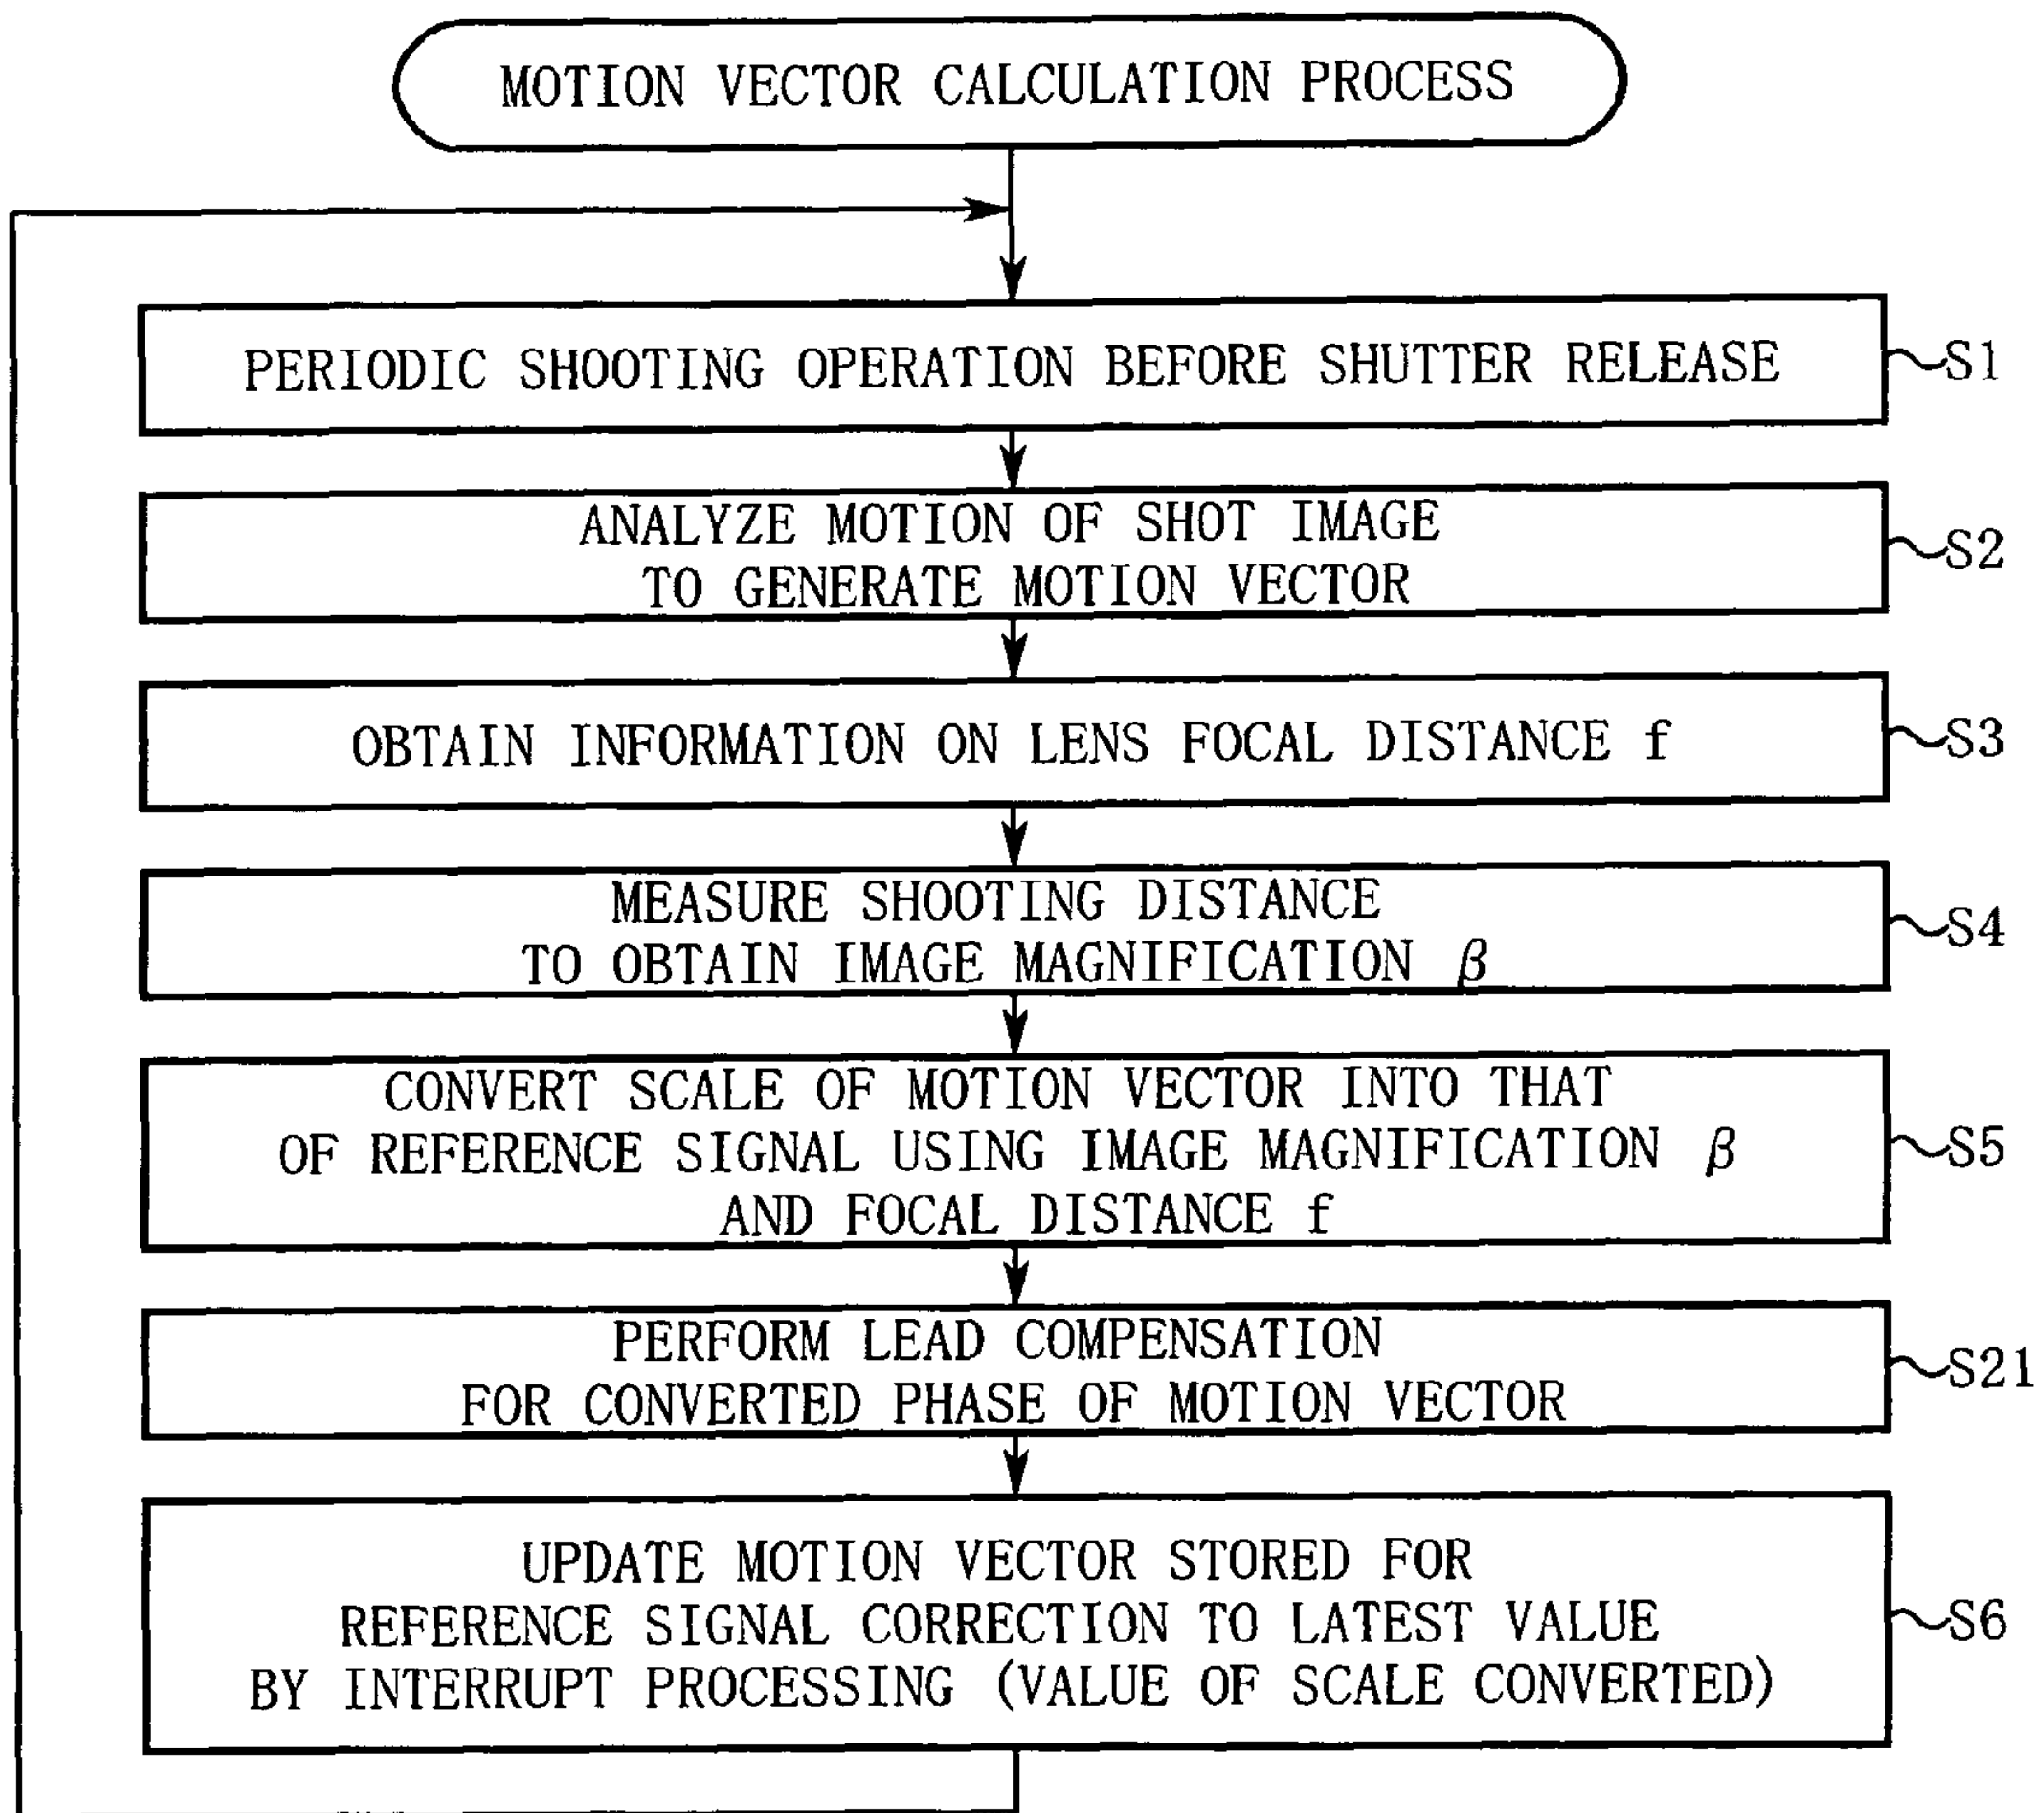 MOTION VECTOR CALCULATION PROCESS
PERIODIC SHOOTING OPERATION BEFORE SHUTTER RELEASE
S1
ANALYZE MOTION OF SHOT IMAGE
TO GENERATE MOTION VECTOR
S2
OBTAIN INFORMATION ON LENS FOCAL DISTANCE f
S3
MEASURE SHOOTING DISTANCE
TO OBTAIN IMAGE MAGNIFICATION β
S4
CONVERT SCALE OF MOTION VECTOR INTO THAT
OF REFERENCE SIGNAL USING IMAGE MAGNIFICATION β
AND FOCAL DISTANCE f
S5
PERFORM LEAD COMPENSATION
FOR CONVERTED PHASE OF MOTION VECTOR
S21
UPDATE MOTION VECTOR STORED FOR
REFERENCE SIGNAL CORRECTION TO LATEST VALUE
BY INTERRUPT PROCESSING (VALUE OF SCALE CONVERTED)
S6